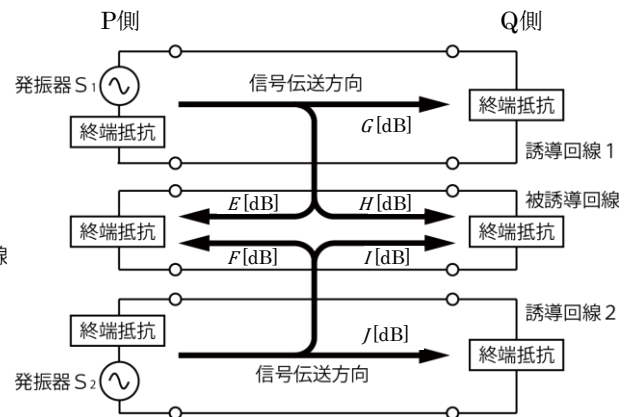 P側 Q側
発振器S1
信号伝送方向
終端抵抗 終端抵抗
G[dB]
誘導回線1
E[dB] H[dB] 被誘導回線
終端抵抗 終端抵抗
線
F[dB] I[dB]
誘導回線2
終端抵抗 J[dB] 終端抵抗
発振器S2
信号伝送方向